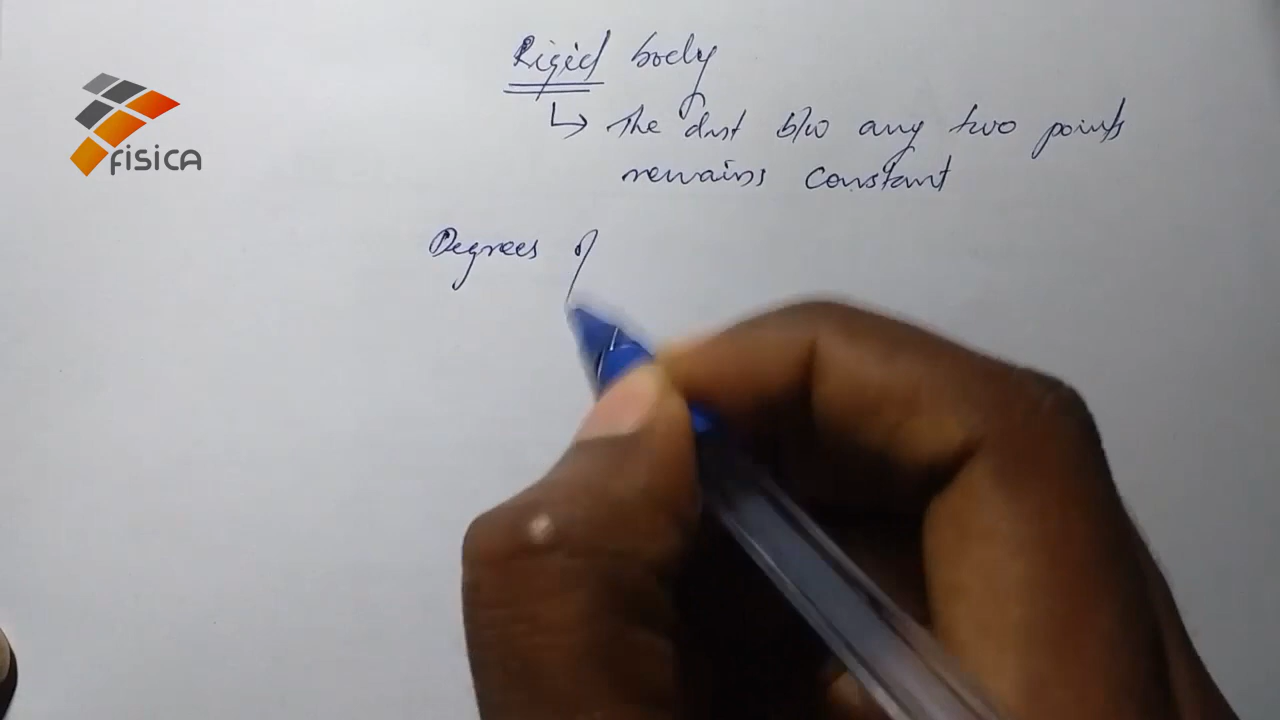 Rigid body
fisica
↳ The dist b/w any two points
remains constant
Degrees of